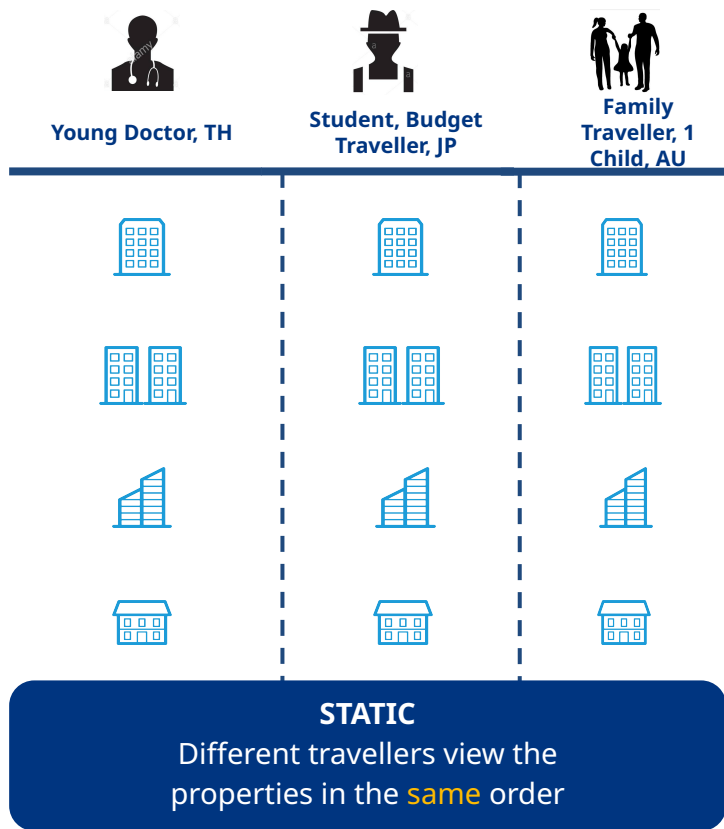 Young Doctor, TH
Student, Budget
Traveller, JP
Family
Traveller, 1
Child, AU
STATIC
Different travellers view the
properties in the same order